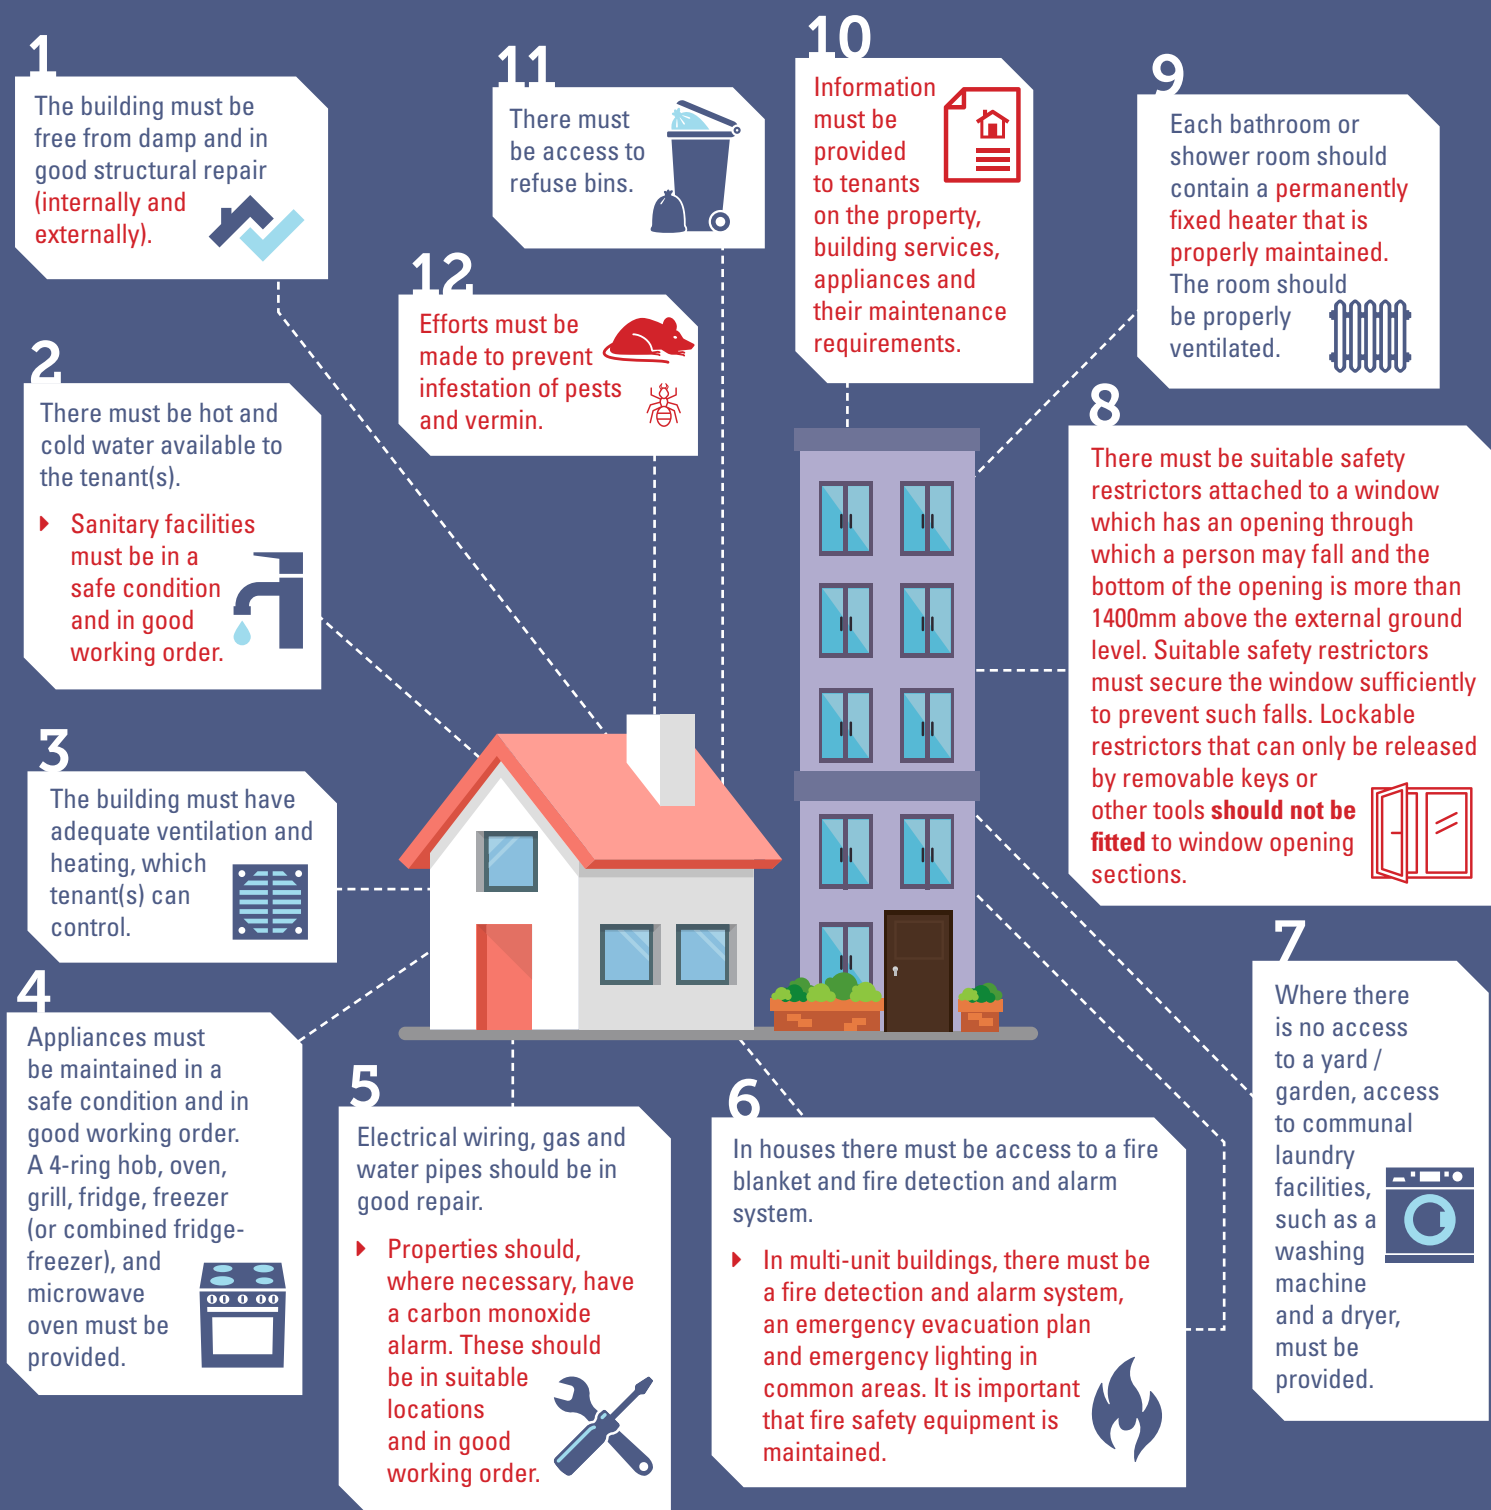 1
The building must be
free from damp and in
good structural repair
(internally and
externally).
2
There must be hot and
cold water available to
the tenant(s).
Sanitary facilities
must be in a
safe condition
and in good
working order.
3
The building must have
adequate ventilation and
heating, which
tenant(s) can
control.
4
Appliances must
be maintained in a
safe condition and in
good working order.
A 4-ring hob, oven,
grill, fridge, freezer
(or combined fridge-
freezer), and
microwave
oven must be
provided.
5
Electrical wiring, gas and
water pipes should be in
good repair.
Properties should,
where necessary, have
a carbon monoxide
alarm. These should
be in suitable
locations
and in good
working order.
6
In houses there must be access to a fire
blanket and fire detection and alarm
system.
In multi-unit buildings, there must be
a fire detection and alarm system,
an emergency evacuation plan
and emergency lighting in
common areas. It is important
that fire safety equipment is
maintained.
7
Where there
is no access
to a yard /
garden, access
to communal
laundry
facilities,
such as a
washing
machine
and a dryer,
must be
provided.
8
There must be suitable safety
restrictors attached to a window
which has an opening through
which a person may fall and the
bottom of the opening is more than
1400mm above the external ground
level. Suitable safety restrictors
must secure the window sufficiently
to prevent such falls. Lockable
restrictors that can only be released
by removable keys or
other tools should not be
fitted to window opening
sections.
9
Each bathroom or
shower room should
contain a permanently
fixed heater that is
properly maintained.
The room should
be properly
ventilated.
10
Information
must be
provided
to tenants
on the property,
building services,
appliances and
their maintenance
requirements.
11
There must
be access to
refuse bins.
12
Efforts must be
made to prevent
infestation of pests
and vermin.